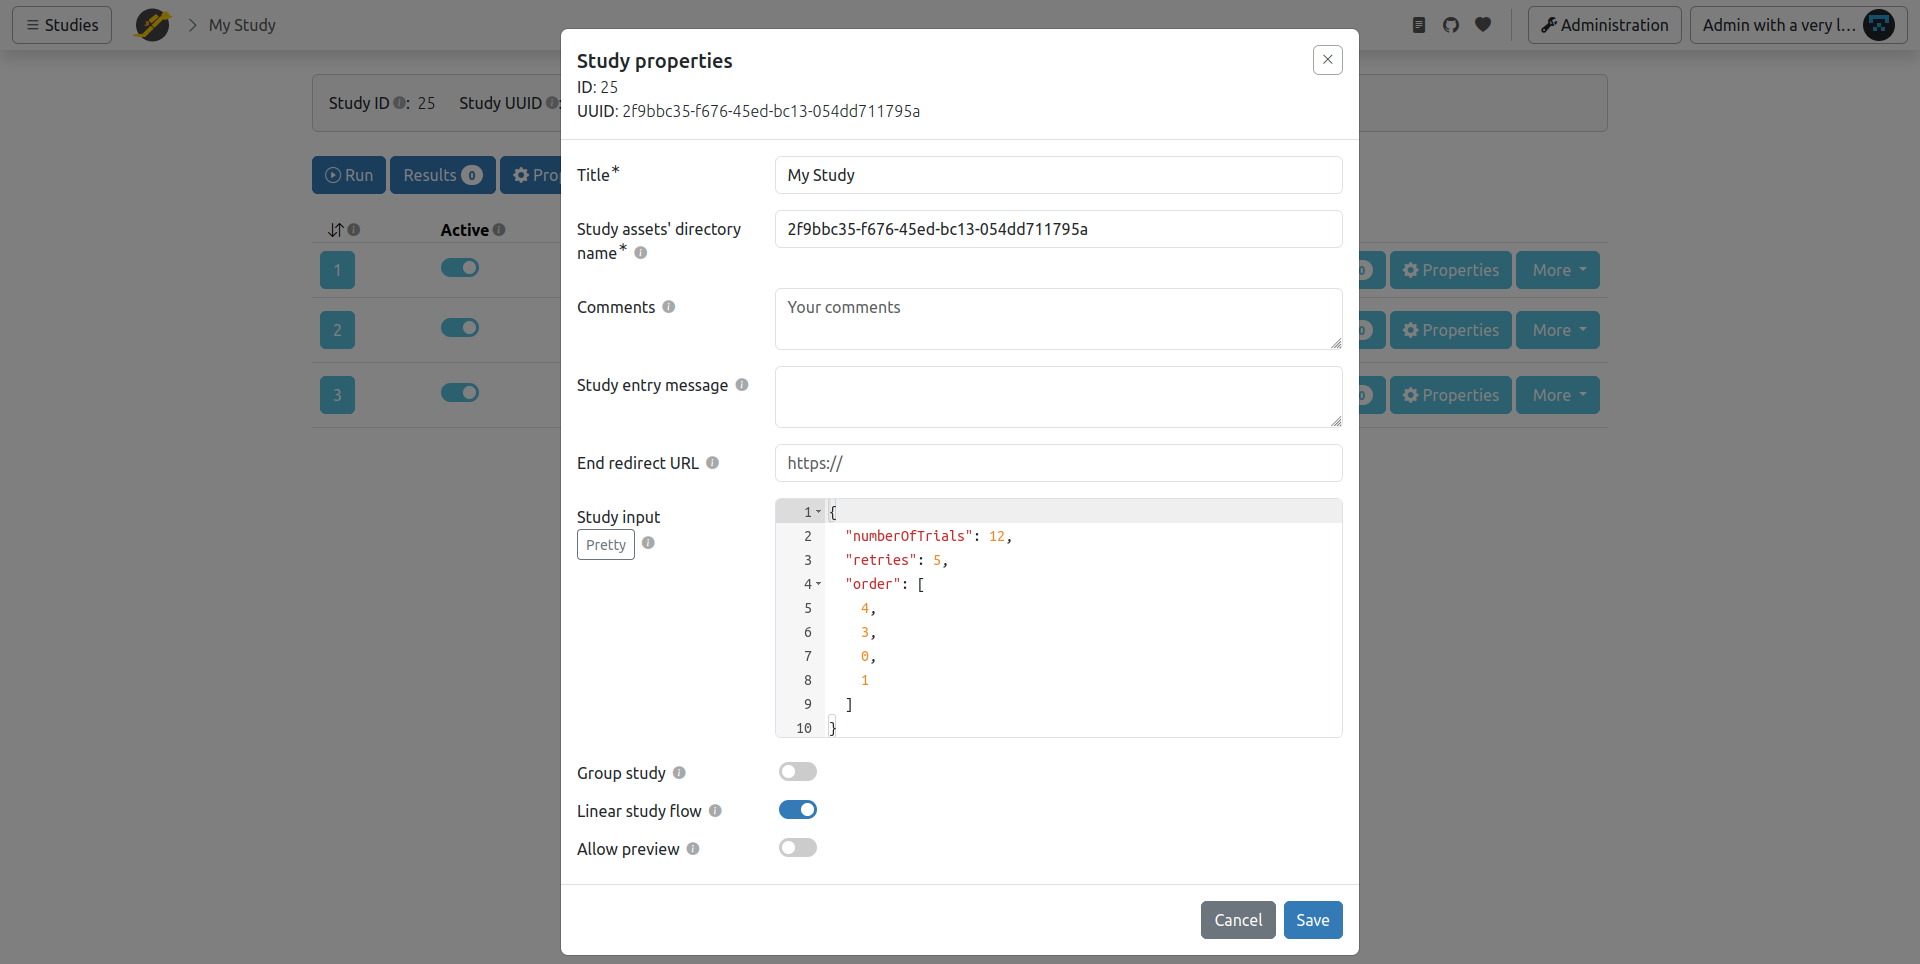 Studies
My Study
Administration
Admin with a very l...
Study properties
ID: 25
UUID: 2f9bbc35-f676-45ed-bc13-054dd711795a
Study ID: 25 Study UUID:
Run
Results 0
Prop
Active
1
0 Properties More
2
0 Properties More
3
0 Properties More
Title*
My Study
Study assets' directory
name*
2f9bbc35-f676-45ed-bc13-054dd711795a
Comments
Your comments
Study entry message
End redirect URL
https://
Study input
Pretty
1 {
2 "numberOfTrials": 12,
3 "retries": 5,
4 "order": [
5 4,
6 3,
7 0,
8 1
9 ]
10 }
Group study
Linear study flow
Allow preview
Cancel
Save